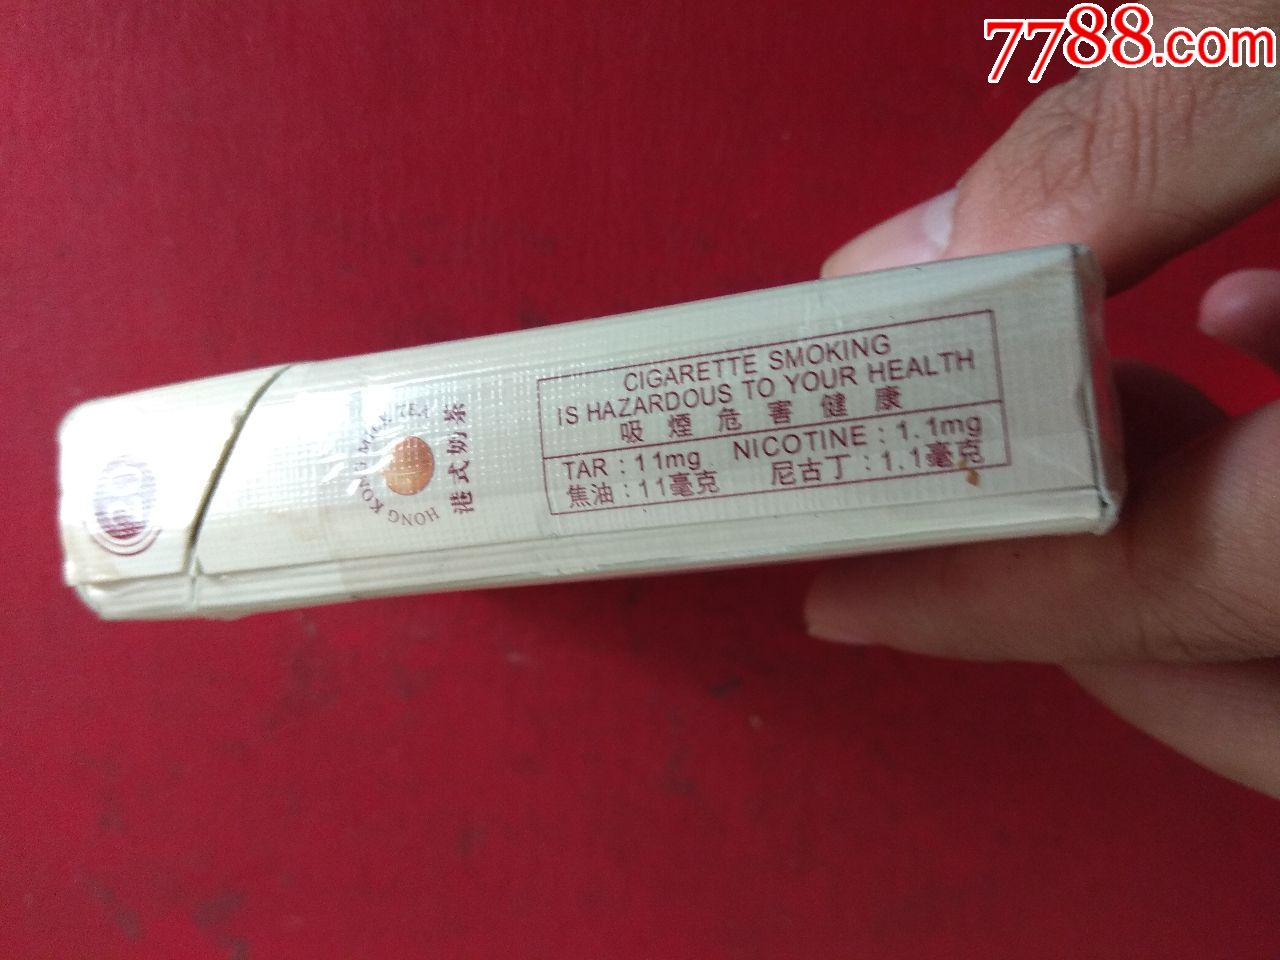 7788.com
CIGARETTE SMOKING
IS HAZARDOUS TO YOUR HEALTH
吸煙危害健康
TAR : 11mg NICOTINE : 1.1mg
焦油 : 11毫克 尼古丁 : 1.1毫克
HONG KONG MILK TEA
港式奶茶